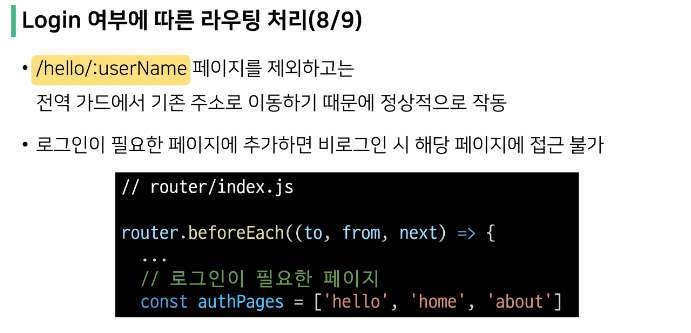 Login 여부에 따른 라우팅 처리(8/9)
• /hello/:userName 페이지를 제외하고는
전역 가드에서 기존 주소로 이동하기 때문에 정상적으로 작동
• 로그인이 필요한 페이지에 추가하면 비로그인 시 해당 페이지에 접근 불가
// router/index.js
router.beforeEach((to, from, next) => {
...
// 로그인이 필요한 페이지
const authPages = ['hello', 'home', 'about']